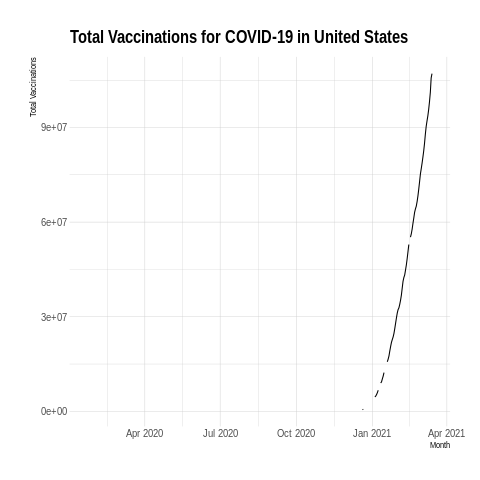 Total Vaccinations for COVID-19 in United States
Total Vaccinations
9e+07
6e+07
3e+07
0e+00
Apr 2020
Jul 2020
Oct 2020
Jan 2021
Apr 2021
Month